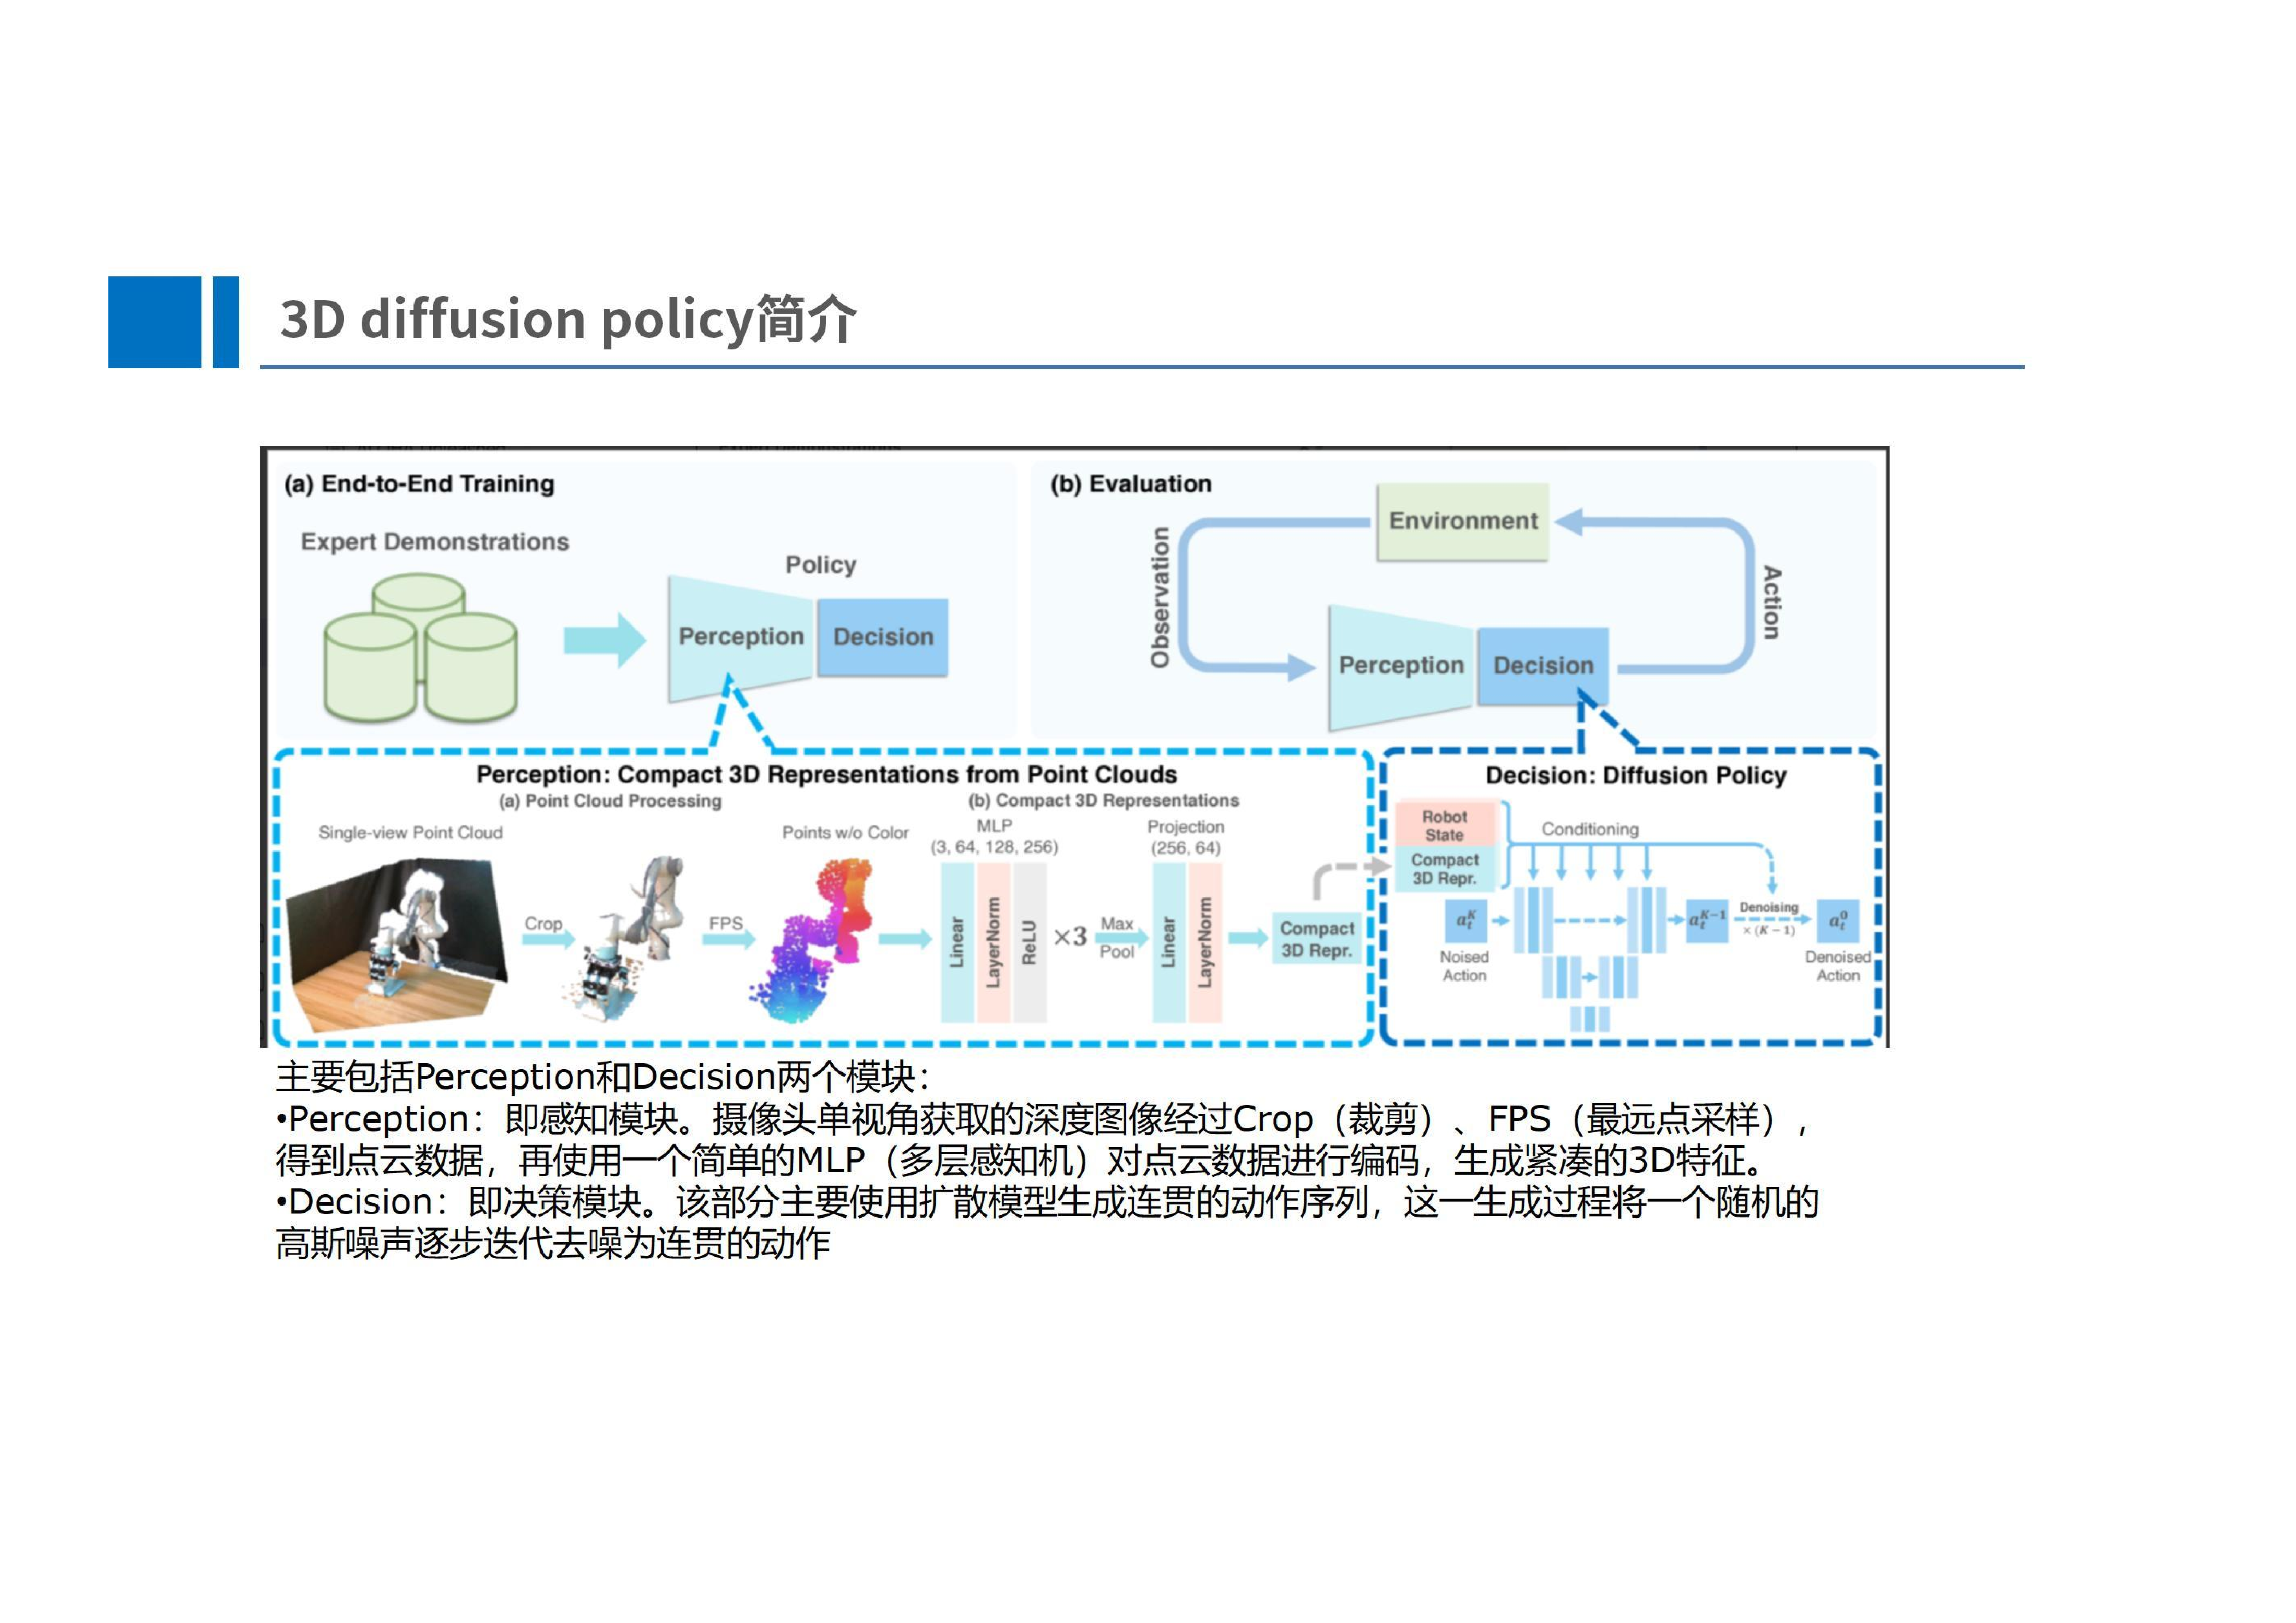 3D diffusion policy简介
(a) End-to-End Training
Expert Demonstrations
Policy
Perception
Decision
(b) Evaluation
Environment
Observation
Action
Perception
Decision
Perception: Compact 3D Representations from Point Clouds
(a) Point Cloud Processing
Single-view Point Cloud
Crop
FPS
Points w/o Color
(b) Compact 3D Representations
MLP
(3, 64, 128, 256)
Linear
LayerNorm
ReLU
×3
Max
Pool
Projection
(256, 64)
Linear
LayerNorm
Compact
3D Repr.
Decision: Diffusion Policy
Robot
State
Compact
3D Repr.
Conditioning
a_t^K
Noised
Action
a_t^{K-1}
Denoising
× (K − 1)
a_t^0
Denoised
Action
主要包括Perception和Decision两个模块：
•Perception：即感知模块。摄像头单视角获取的深度图像经过Crop（裁剪）、FPS（最远点采样），
得到点云数据，再使用一个简单的MLP（多层感知机）对点云数据进行编码，生成紧凑的3D特征。
•Decision：即决策模块。该部分主要使用扩散模型生成连贯的动作序列，这一生成过程将一个随机的
高斯噪声逐步迭代去噪为连贯的动作